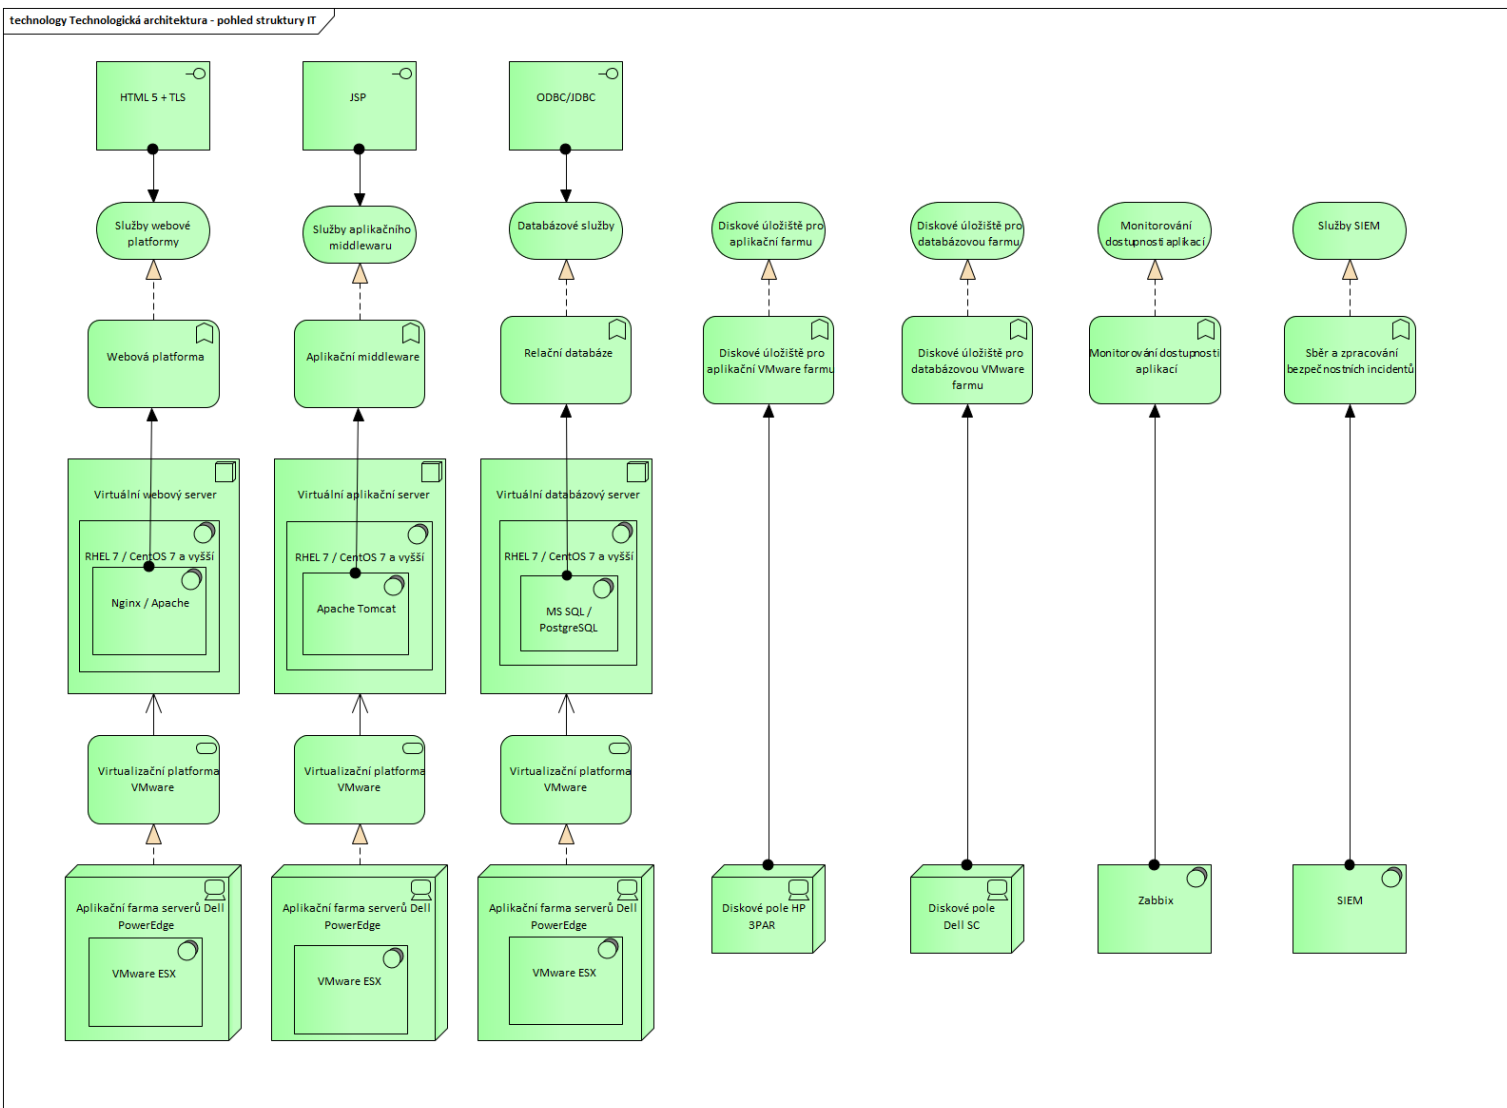 technology Technologická architektura - pohled struktury IT
HTML 5 + TLS
JSP
ODBC/JDBC
Služby webové
platformy
Služby aplikačního
middlewaru
Databázové služby
Diskové úložiště pro
aplikační farmu
Diskové úložiště pro
databázovou farmu
Monitorování
dostupnosti aplikací
Služby SIEM
Webová platforma
Aplikační middleware
Relační databáze
Diskové úložiště pro
aplikační VMware farmu
Diskové úložiště pro
databázovou VMware
farmu
Monitorování dostupnosti
aplikací
Sběr a zpracování
bezpečnostních incidentů
Virtuální webový server
RHEL 7 / CentOS 7 a vyšší
Nginx / Apache
Virtuální aplikační server
RHEL 7 / CentOS 7 a vyšší
Apache Tomcat
Virtuální databázový server
RHEL 7 / CentOS 7 a vyšší
MS SQL /
PostgreSQL
Virtualizační platforma
VMware
Virtualizační platforma
VMware
Virtualizační platforma
VMware
Aplikační farma serverů Dell
PowerEdge
VMware ESX
Aplikační farma serverů Dell
PowerEdge
VMware ESX
Aplikační farma serverů Dell
PowerEdge
VMware ESX
Diskové pole HP
3PAR
Diskové pole
Dell SC
Zabbix
SIEM